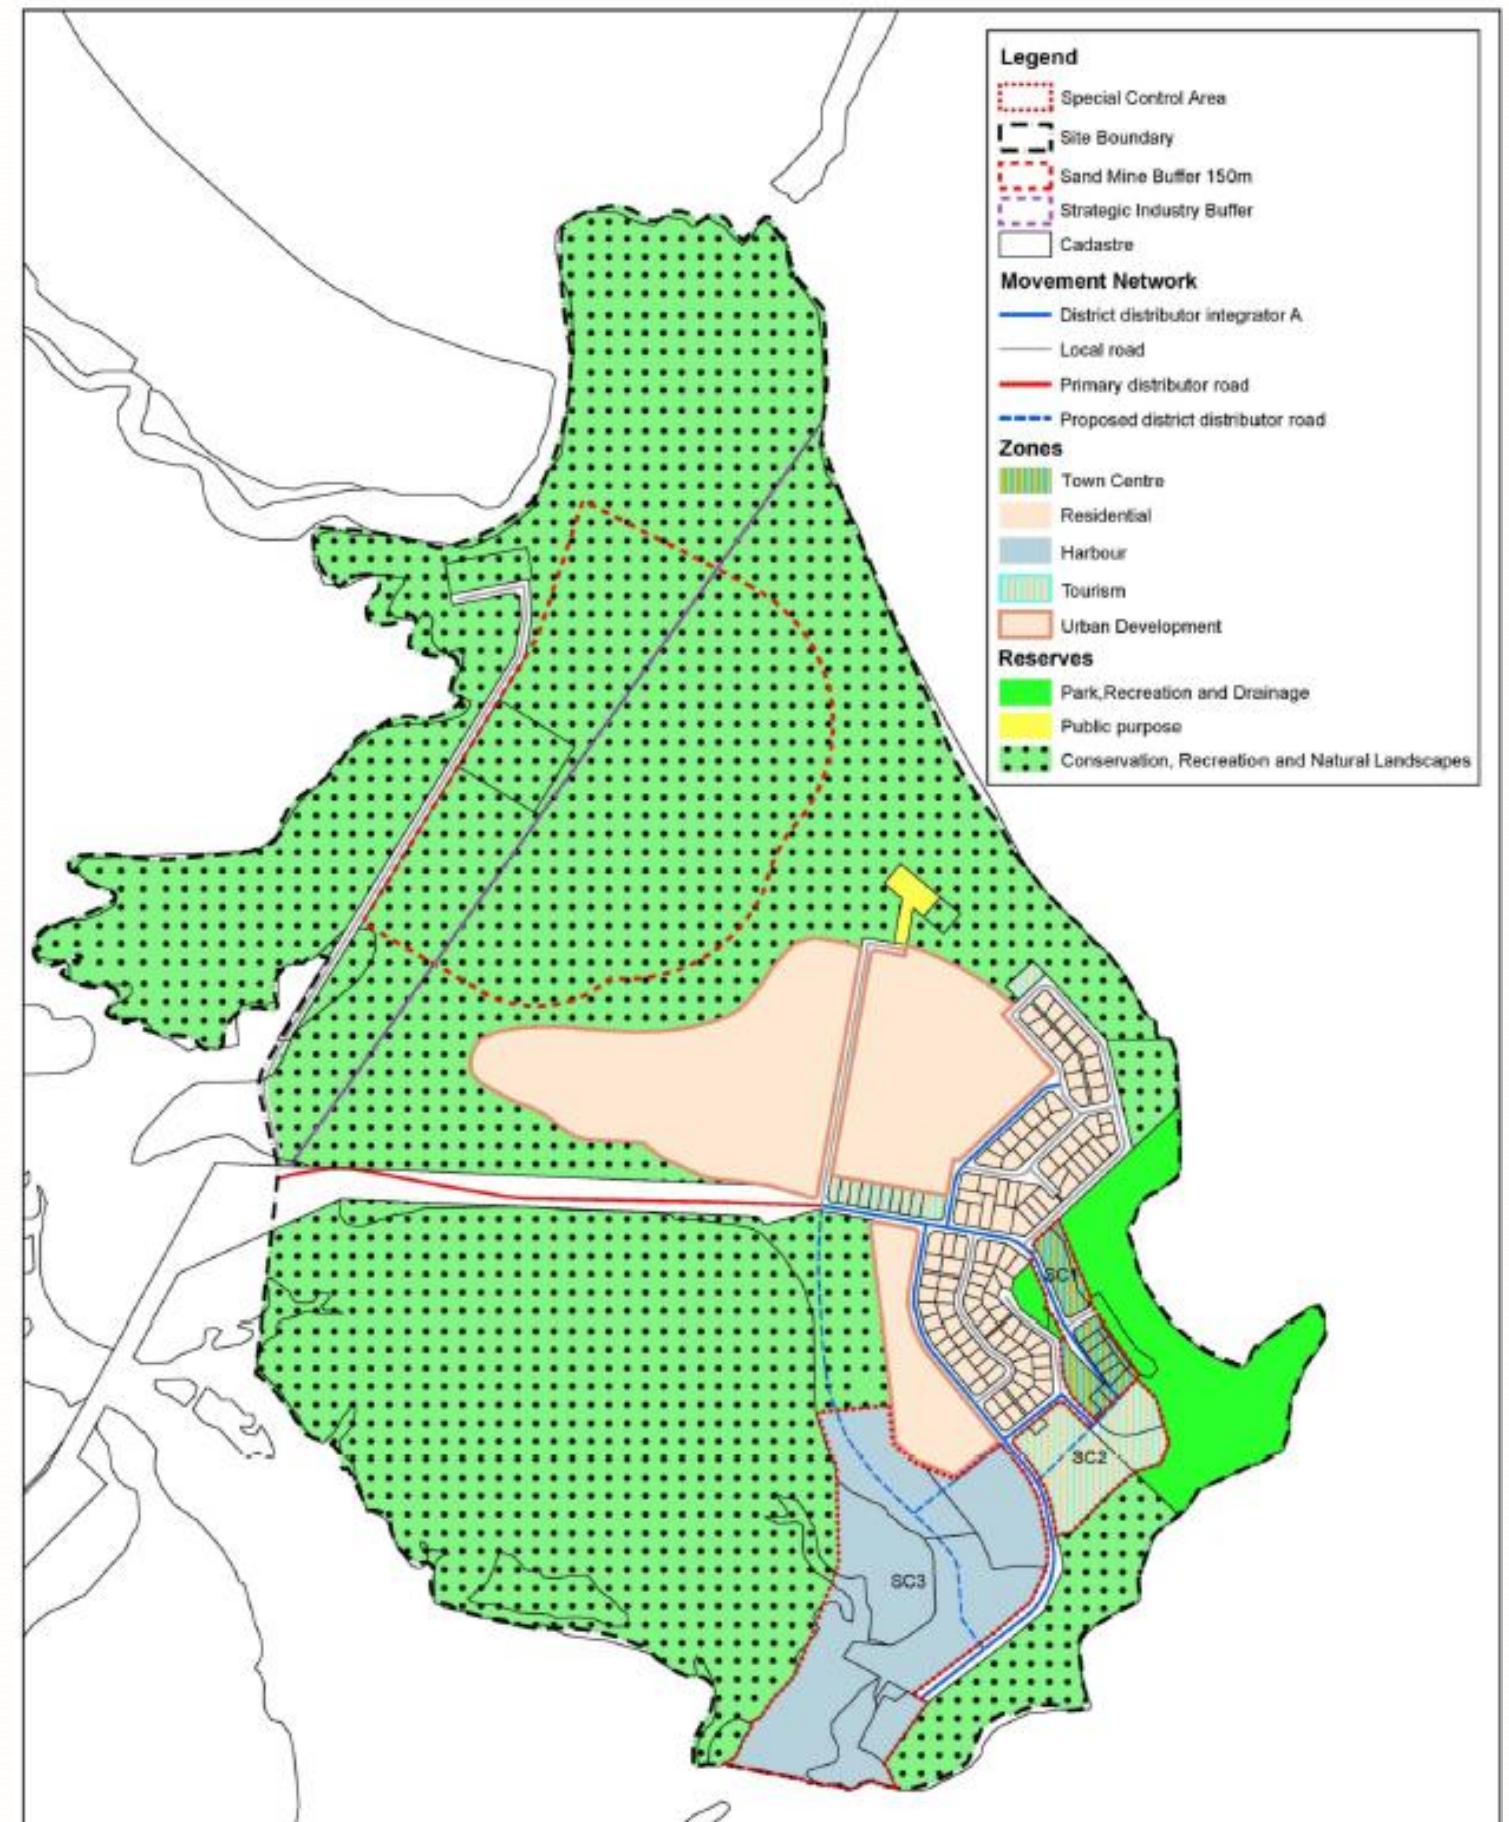 Legend
Special Control Area
Site Boundary
Sand Mine Buffer 150m
Strategic Industry Buffer
Cadastre
Movement Network
District distributor integrator A
Local road
Primary distributor road
Proposed district distributor road
Zones
Town Centre
Residential
Harbour
Tourism
Urban Development
Reserves
Park,Recreation and Drainage
Public purpose
Conservation, Recreation and Natural Landscapes
SC1
SC2
SC3